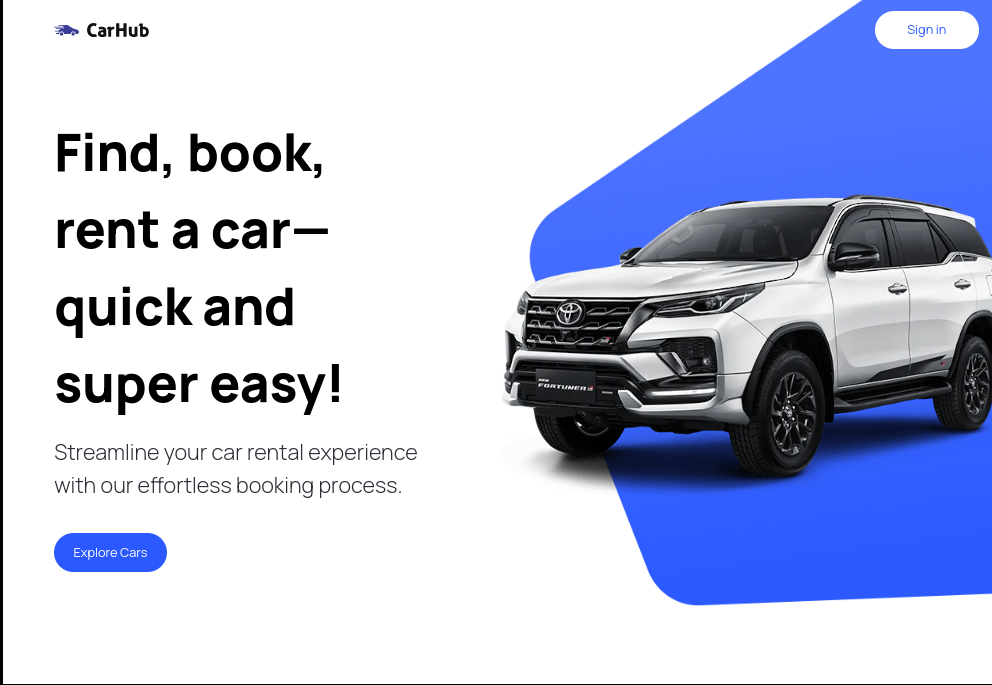 CarHub
Sign in
Find, book,
rent a car—
quick and
super easy!
Streamline your car rental experience
with our effortless booking process.
Explore Cars
FORTUNER